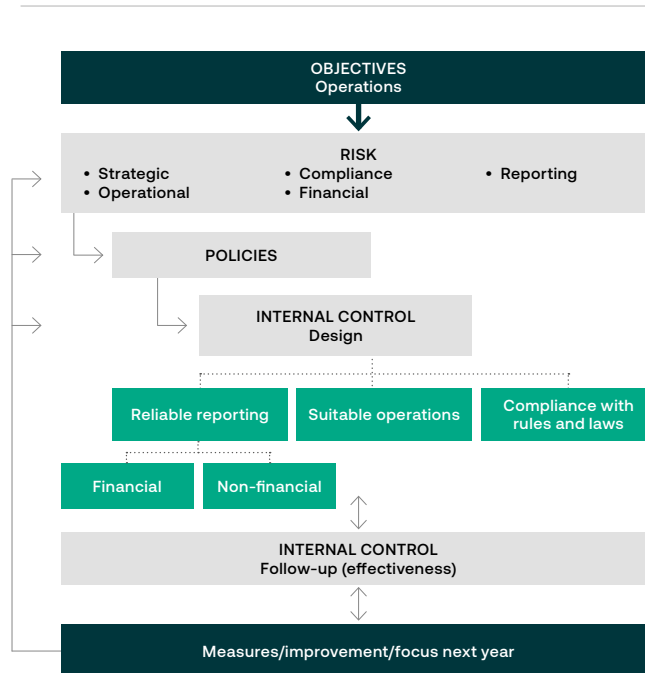 OBJECTIVES
Operations
RISK
• Strategic
• Operational
• Compliance
• Financial
• Reporting
POLICIES
INTERNAL CONTROL
Design
Reliable reporting
Suitable operations
Compliance with
rules and laws
Financial
Non-financial
INTERNAL CONTROL
Follow-up (effectiveness)
Measures/improvement/focus next year